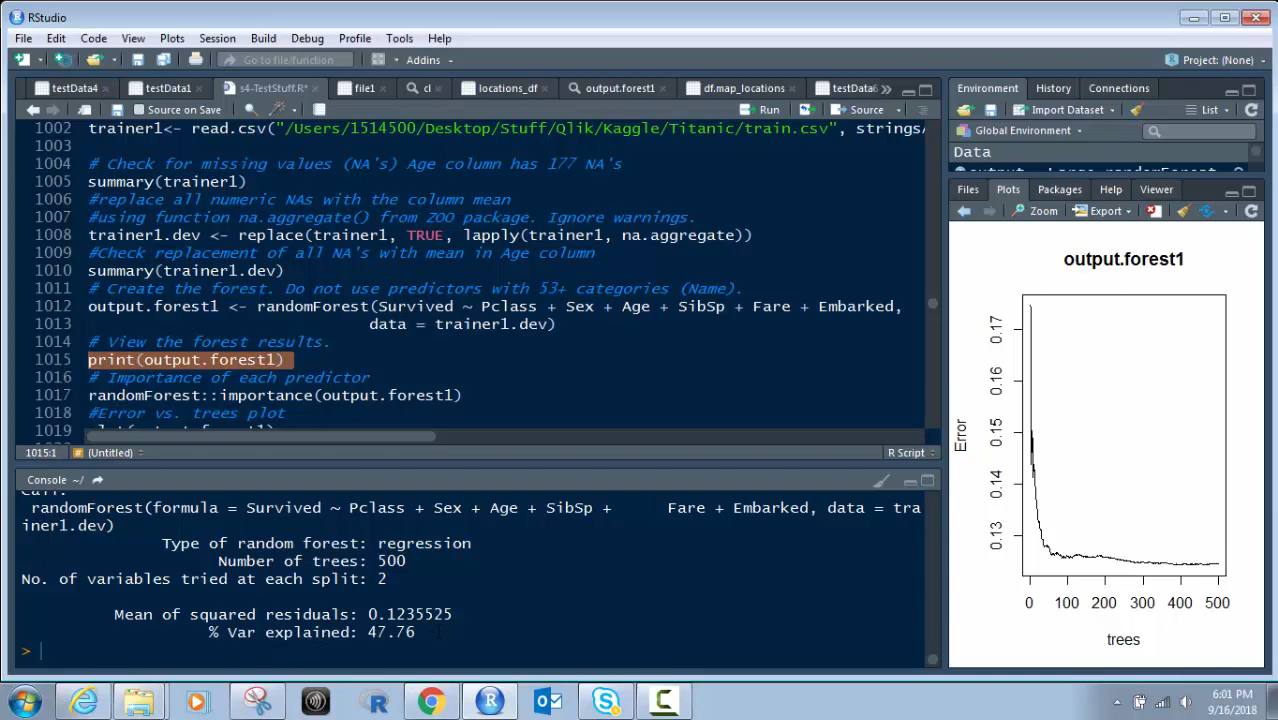 RStudio
File Edit Code View Plots Session Build Debug Profile Tools Help
Go to file/function Addins Project: (None)
testData4 testData1 s4-TestStuff.R* file1 cl locations_df output.forest1 df.map_locations testData6
Source on Save Run Source
1002 trainer1<- read.csv("/Users/1514500/Desktop/Stuff/Qlik/Kaggle/Titanic/train.csv", stringsA
1003
1004 # Check for missing values (NA's) Age column has 177 NA's
1005 summary(trainer1)
1006 #replace all numeric NAs with the column mean
1007 #using function na.aggregate() from ZOO package. Ignore warnings.
1008 trainer1.dev <- replace(trainer1, TRUE, lapply(trainer1, na.aggregate))
1009 #Check replacement of all NA's with mean in Age column
1010 summary(trainer1.dev)
1011 # Create the forest. Do not use predictors with 53+ categories (Name).
1012 output.forest1 <- randomForest(Survived ~ Pclass + Sex + Age + SibSp + Fare + Embarked,
1013 data = trainer1.dev)
1014 # View the forest results.
1015 print(output.forest1)
1016 # Importance of each predictor
1017 randomForest::importance(output.forest1)
1018 #Error vs. trees plot
1019
1015:1 (Untitled) R Script
Console ~/
Call:
randomForest(formula = Survived ~ Pclass + Sex + Age + SibSp + Fare + Embarked, data = tra
iner1.dev)
Type of random forest: regression
Number of trees: 500
No. of variables tried at each split: 2
Mean of squared residuals: 0.1235525
% Var explained: 47.76
>
Environment History Connections
Import Dataset List
Global Environment
Data
Files Plots Packages Help Viewer
Zoom Export
output.forest1
0.17
0.16
0.15
0.14
0.13
Error
0 100 200 300 400 500
trees
6:01 PM
9/16/2018